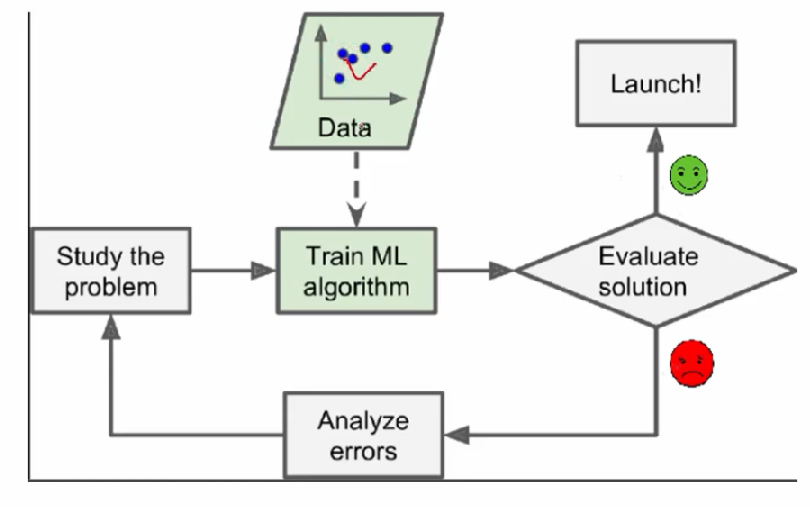 Data
Launch!
Study the
problem
Train ML
algorithm
Evaluate
solution
Analyze
errors